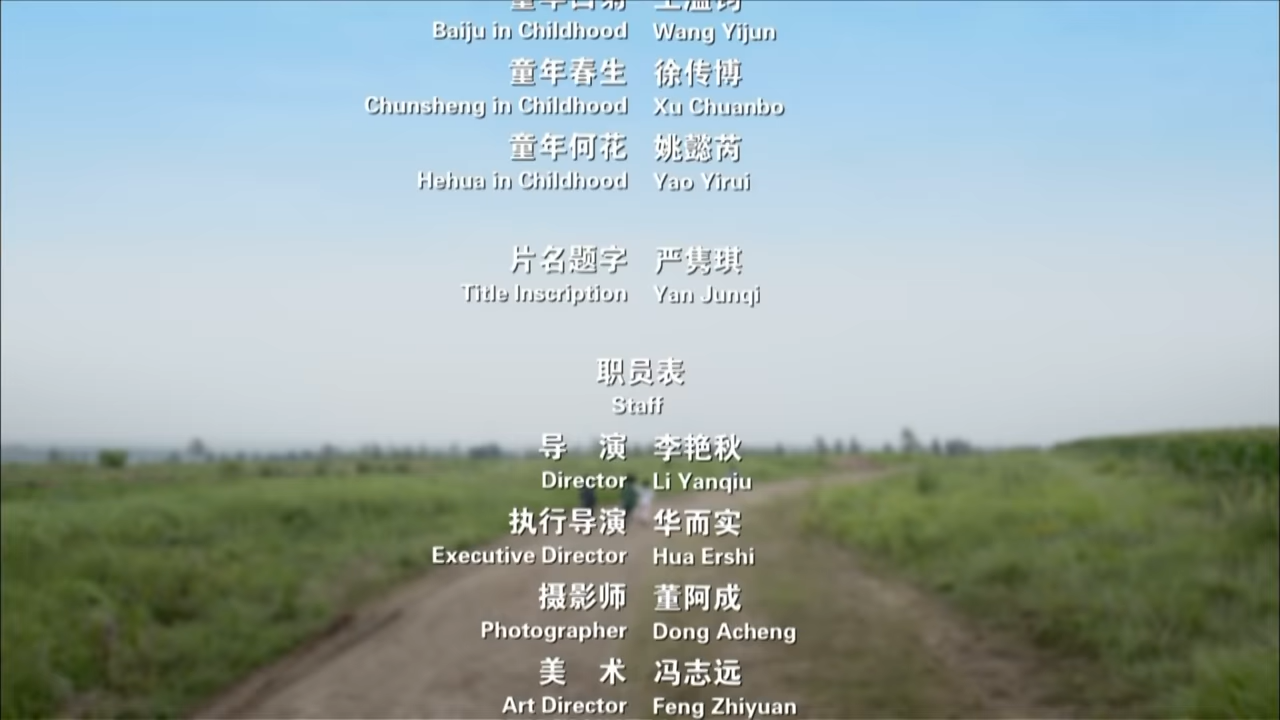 Baiju in Childhood Wang Yijun
童年春生 徐传博
Chunsheng in Childhood Xu Chuanbo
童年何花 姚懿芮
Hehua in Childhood Yao Yirui
片名题字 严隽琪
Title Inscription Yan Junqi
职员表
Staff
导 演 李艳秋
Director Li Yanqiu
执行导演 华而实
Executive Director Hua Ershi
摄影师 董阿成
Photographer Dong Acheng
美 术 冯志远
Art Director Feng Zhiyuan